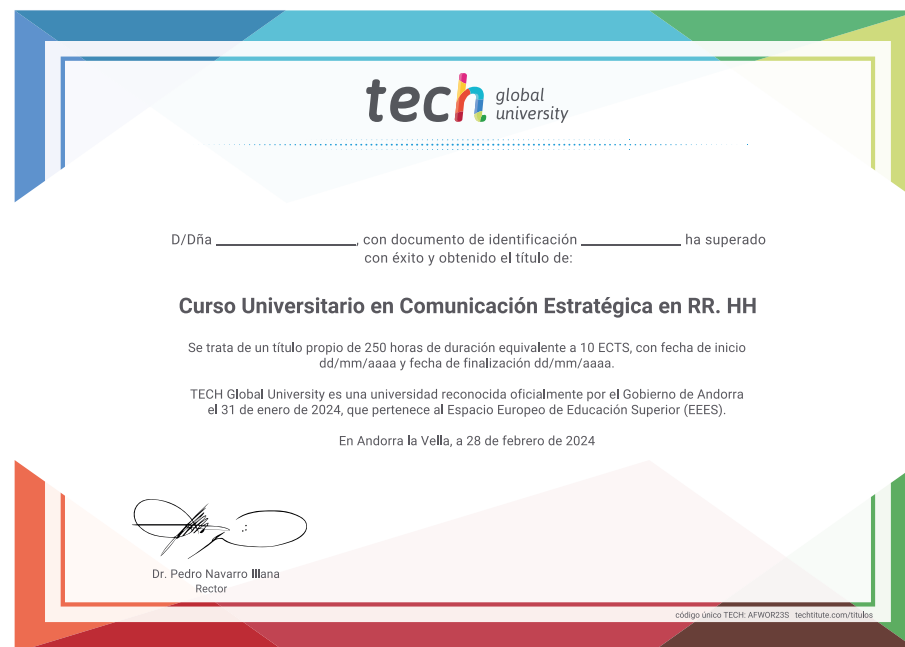 tech global university
D/Dña ____________, con documento de identificación ____________ ha superado
con éxito y obtenido el título de:
Curso Universitario en Comunicación Estratégica en RR. HH
Se trata de un título propio de 250 horas de duración equivalente a 10 ECTS, con fecha de inicio
dd/mm/aaaa y fecha de finalización dd/mm/aaaa.
TECH Global University es una universidad reconocida oficialmente por el Gobierno de Andorra
el 31 de enero de 2024, que pertenece al Espacio Europeo de Educación Superior (EEES).
En Andorra la Vella, a 28 de febrero de 2024
Dr. Pedro Navarro Illana
Rector
código único TECH: AFWOR23S techtitute.com/titulos